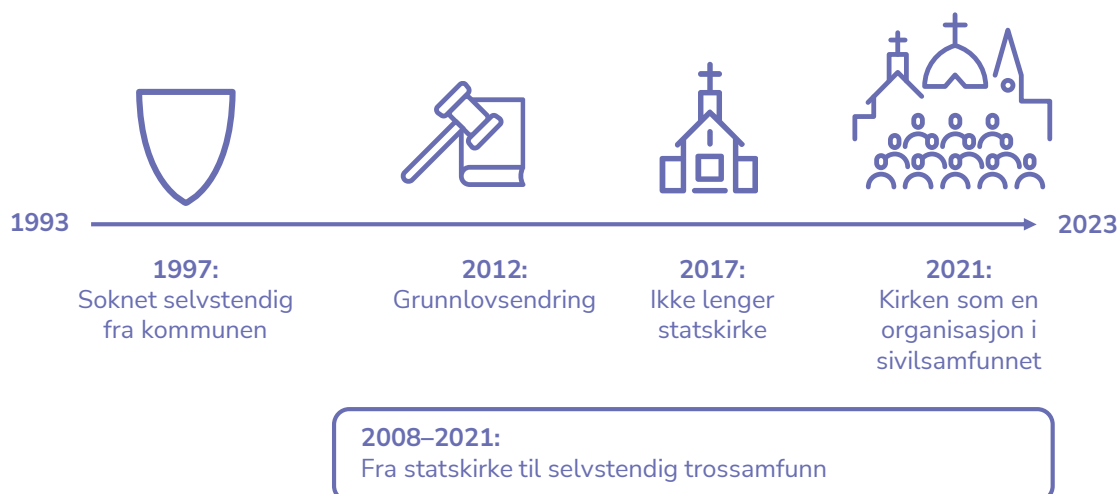 1993
2023
1997:
Soknet selvstendig
fra kommunen
2012:
Grunnlovsendring
2017:
Ikke lenger
statskirke
2021:
Kirken som en
organisasjon i
sivilsamfunnet
2008–2021:
Fra statskirke til selvstendig trossamfunn